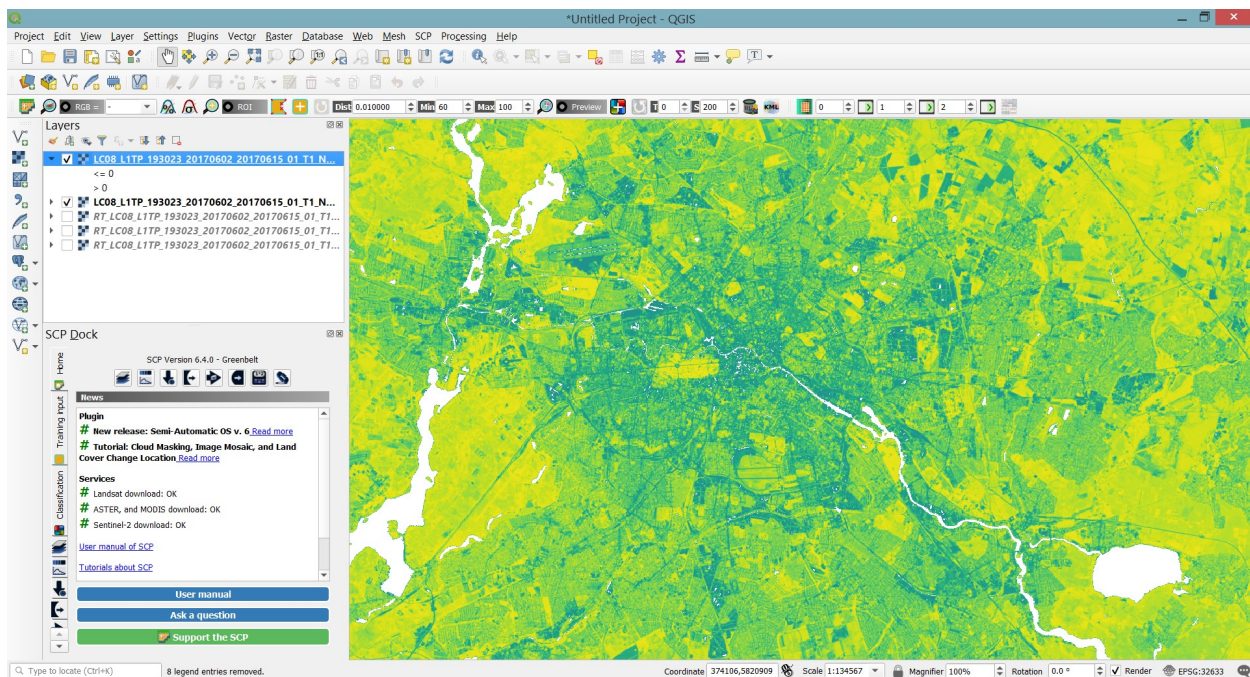 *Untitled Project - QGIS
Project Edit View Layer Settings Plugins Vector Raster Database Web Mesh SCP Processing Help
RGB = - ROI Dist 0.010000 Min 60 Max 100 Preview T 0 S 200 KML 0 1 2
Layers
LC08_L1TP_193023_20170602_20170615_01_T1_N...
<= 0
> 0
LC08_L1TP_193023_20170602_20170615_01_T1_N...
RT_LC08_L1TP_193023_20170602_20170615_01_T1...
RT_LC08_L1TP_193023_20170602_20170615_01_T1...
RT_LC08_L1TP_193023_20170602_20170615_01_T1...
SCP Dock
Home
Training input
Classification
SCP Version 6.4.0 - Greenbelt
News
Plugin
# New release: Semi-Automatic OS v. 6 Read more
# Tutorial: Cloud Masking, Image Mosaic, and Land
Cover Change Location Read more
Services
# Landsat download: OK
# ASTER, and MODIS download: OK
# Sentinel-2 download: OK
User manual of SCP
Tutorials about SCP
User manual
Ask a question
Support the SCP
Type to locate (Ctrl+K) 8 legend entries removed. Coordinate 374106,5820909 Scale 1:134567 Magnifier 100% Rotation 0.0 ° Render EPSG:32633